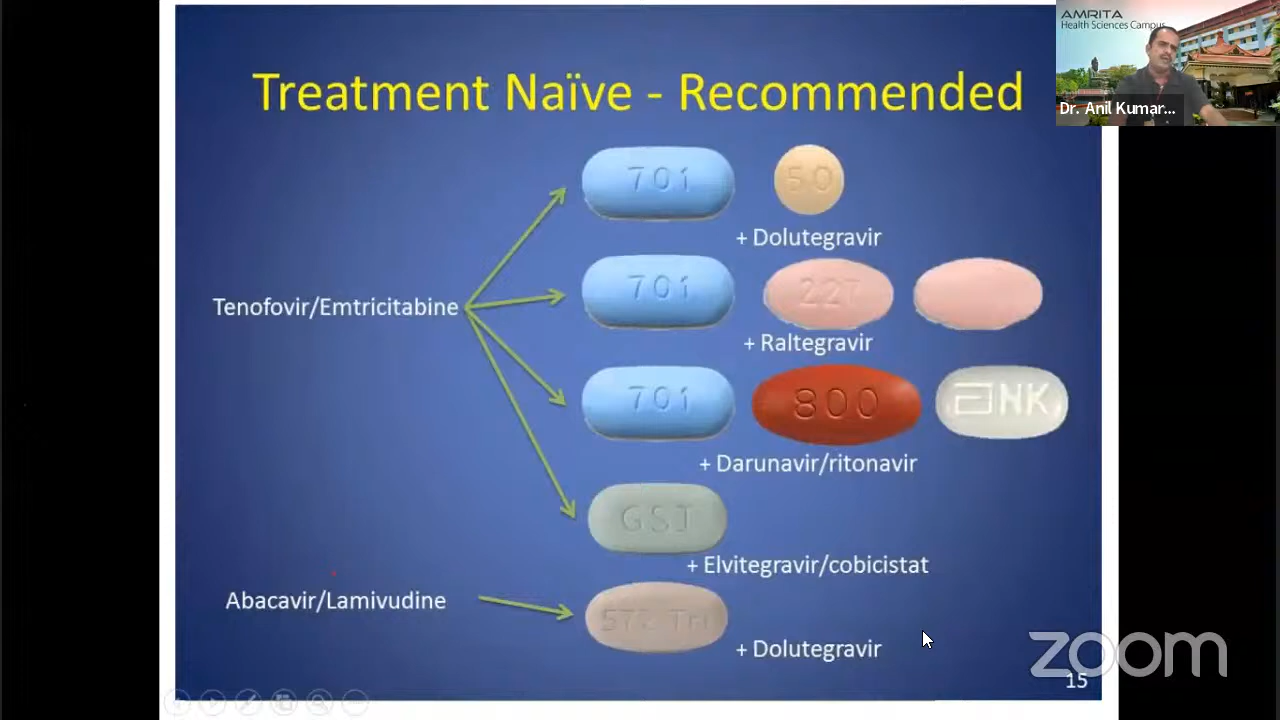 AMRITA
Health Sciences Campus
Dr. Anil Kumar...
Treatment Naïve - Recommended
701
50
+ Dolutegravir
Tenofovir/Emtricitabine
701
227
+ Raltegravir
701
800
NK
+ Darunavir/ritonavir
GSI
+ Elvitegravir/cobicistat
Abacavir/Lamivudine
572 Tri
+ Dolutegravir
zoom
15